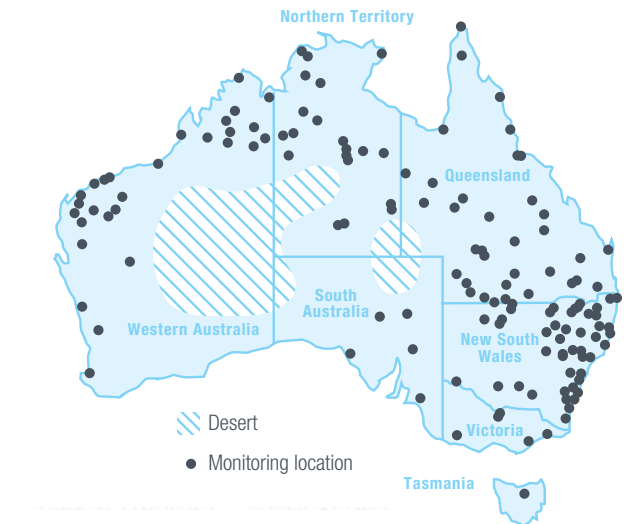 Northern Territory
Queensland
South
Australia
Western Australia
New South
Wales
Desert
Victoria
Monitoring location
Tasmania